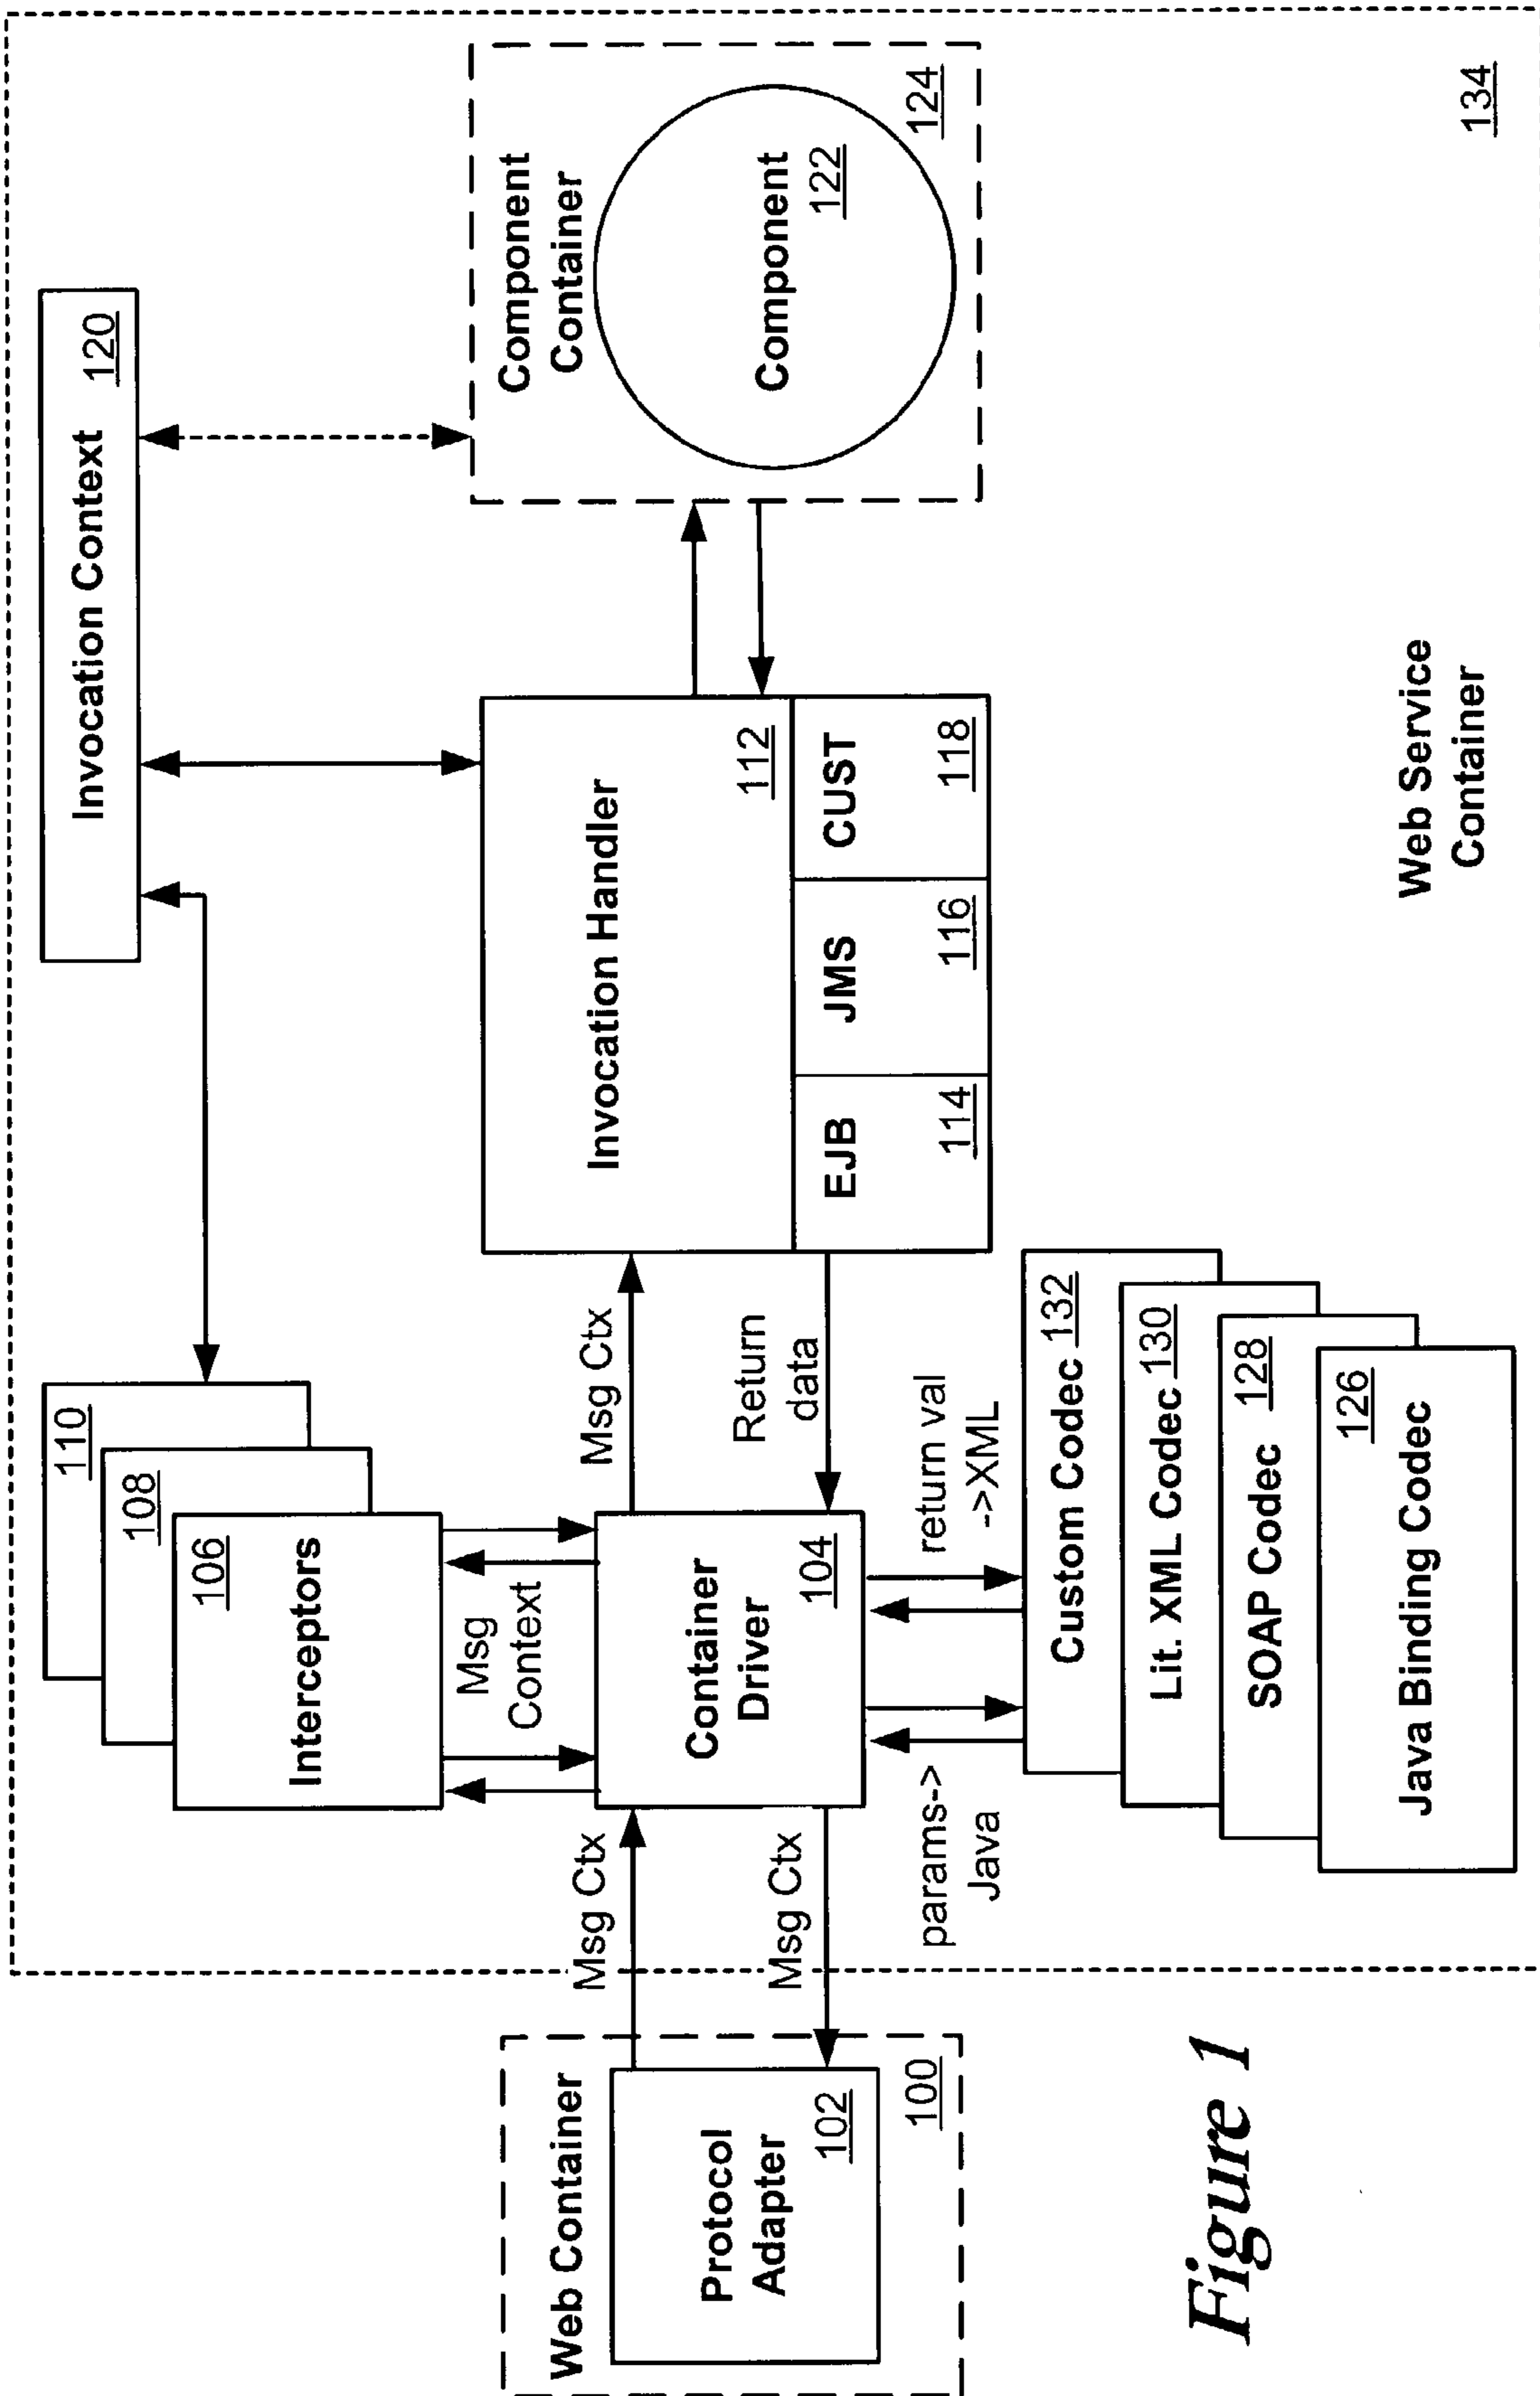 Invocation Context
120
110
108
106
Interceptors
Msg
Context
Component
Container
Component
122
124
Web Container
Protocol
Adapter
102
100
Msg Ctx
Msg Ctx
Container
Driver
104
Msg Ctx
Return
data
Invocation Handler
112
EJB
114
JMS
116
CUST
118
params->
Java
return val
->XML
Custom Codec 132
Lit. XML Codec 130
SOAP Codec 128
126
Java Binding Codec
Web Service
Container
134
Figure 1